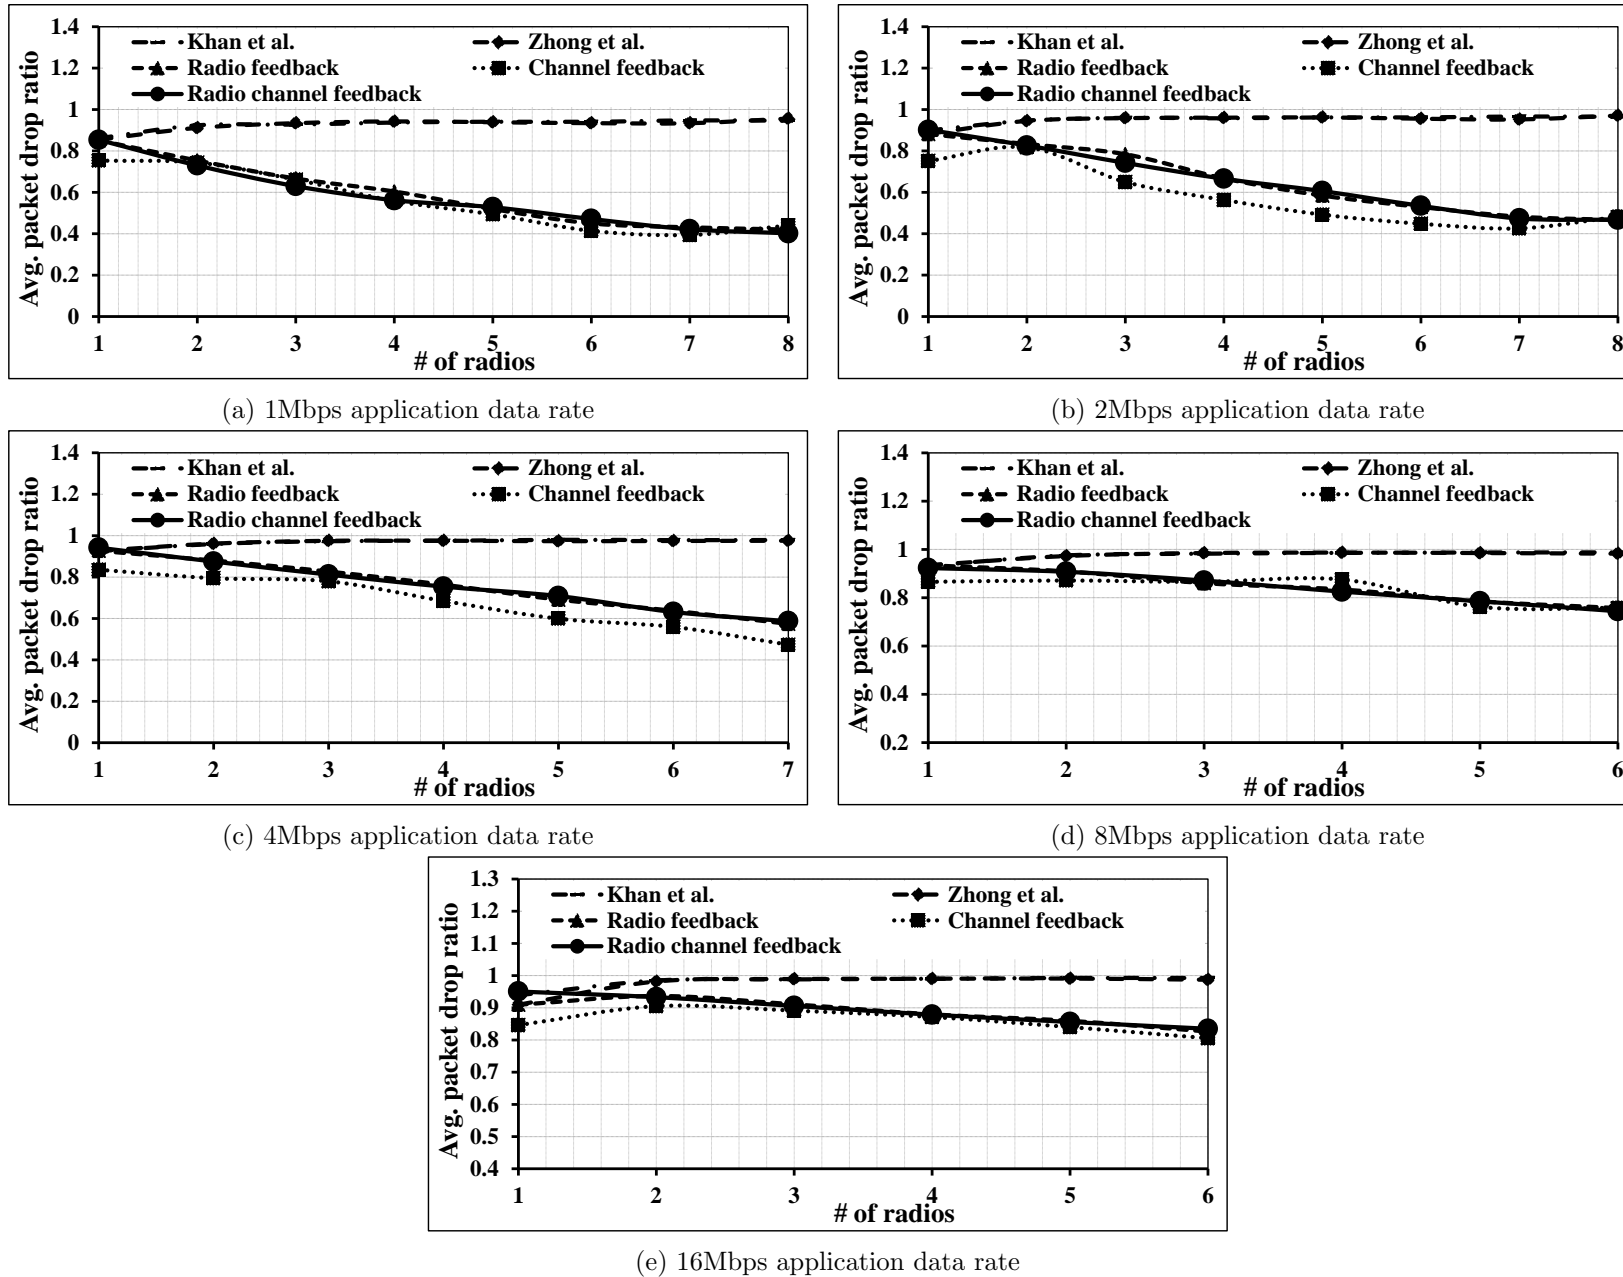 Avg. packet drop ratio
1.4
1.2
1
0.8
0.6
0.4
0.2
0
Khan et al.
Zhong et al.
Radio feedback
Channel feedback
Radio channel feedback
1 2 3 4 5 6 7 8
# of radios
(a) 1Mbps application data rate
Avg. packet drop ratio
1.4
1.2
1
0.8
0.6
0.4
0.2
0
Khan et al.
Zhong et al.
Radio feedback
Channel feedback
Radio channel feedback
1 2 3 4 5 6 7 8
# of radios
(b) 2Mbps application data rate
Avg. packet drop ratio
1.4
1.2
1
0.8
0.6
0.4
0.2
0
Khan et al.
Zhong et al.
Radio feedback
Channel feedback
Radio channel feedback
1 2 3 4 5 6 7
# of radios
(c) 4Mbps application data rate
Avg. packet drop ratio
1.4
1.2
1
0.8
0.6
0.4
0.2
Khan et al.
Zhong et al.
Radio feedback
Channel feedback
Radio channel feedback
1 2 3 4 5 6
# of radios
(d) 8Mbps application data rate
Avg. packet drop ratio
1.3
1.2
1.1
1
0.9
0.8
0.7
0.6
0.5
0.4
Khan et al.
Zhong et al.
Radio feedback
Channel feedback
Radio channel feedback
1 2 3 4 5 6
# of radios
(e) 16Mbps application data rate